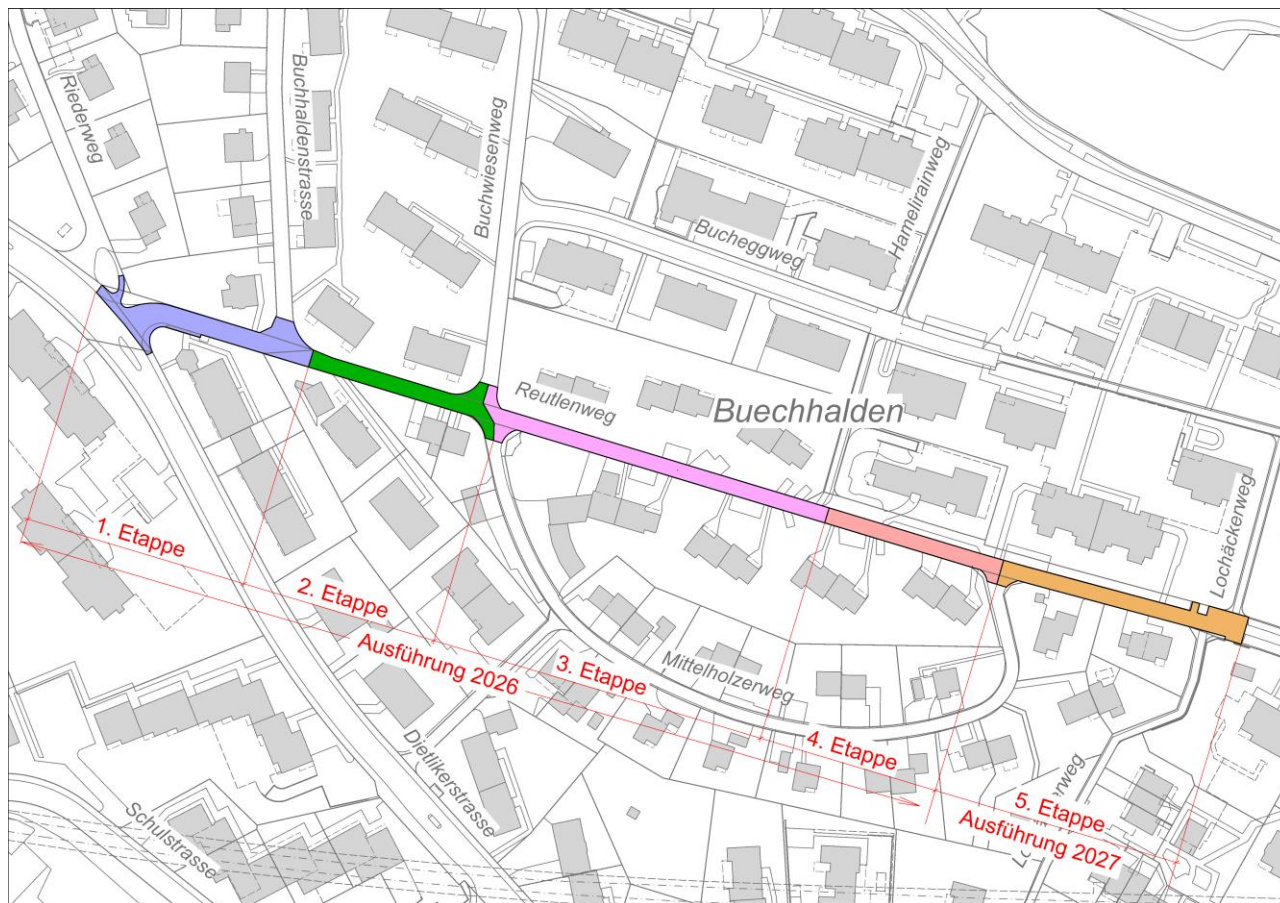 Riederweg
Buchhaldenstrasse
Buchwiesenweg
Hamelirainweg
Bucheggweg
Reutlenweg
Buechhalden
Lochäckerweg
1. Etappe
2. Etappe
Ausführung 2026
3. Etappe
Mittelholzerweg
4. Etappe
5. Etappe
Ausführung 2027
Dietlikerstrasse
Schulstrasse